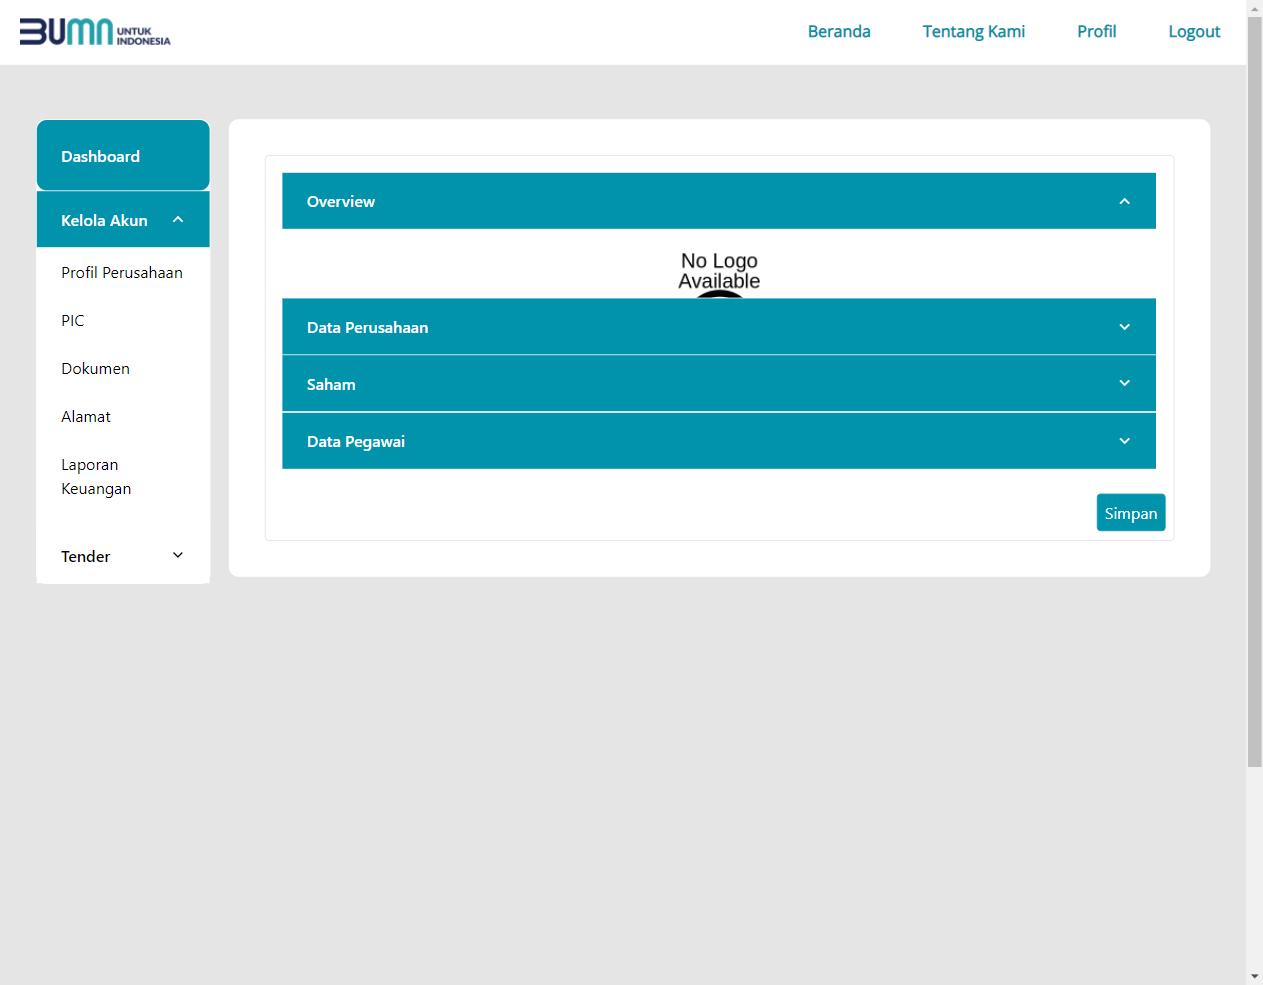 BUMN UNTUK INDONESIA
Beranda
Tentang Kami
Profil
Logout
Dashboard
Kelola Akun
Profil Perusahaan
PIC
Dokumen
Alamat
Laporan
Keuangan
Tender
Overview
No Logo
Available
Data Perusahaan
Saham
Data Pegawai
Simpan